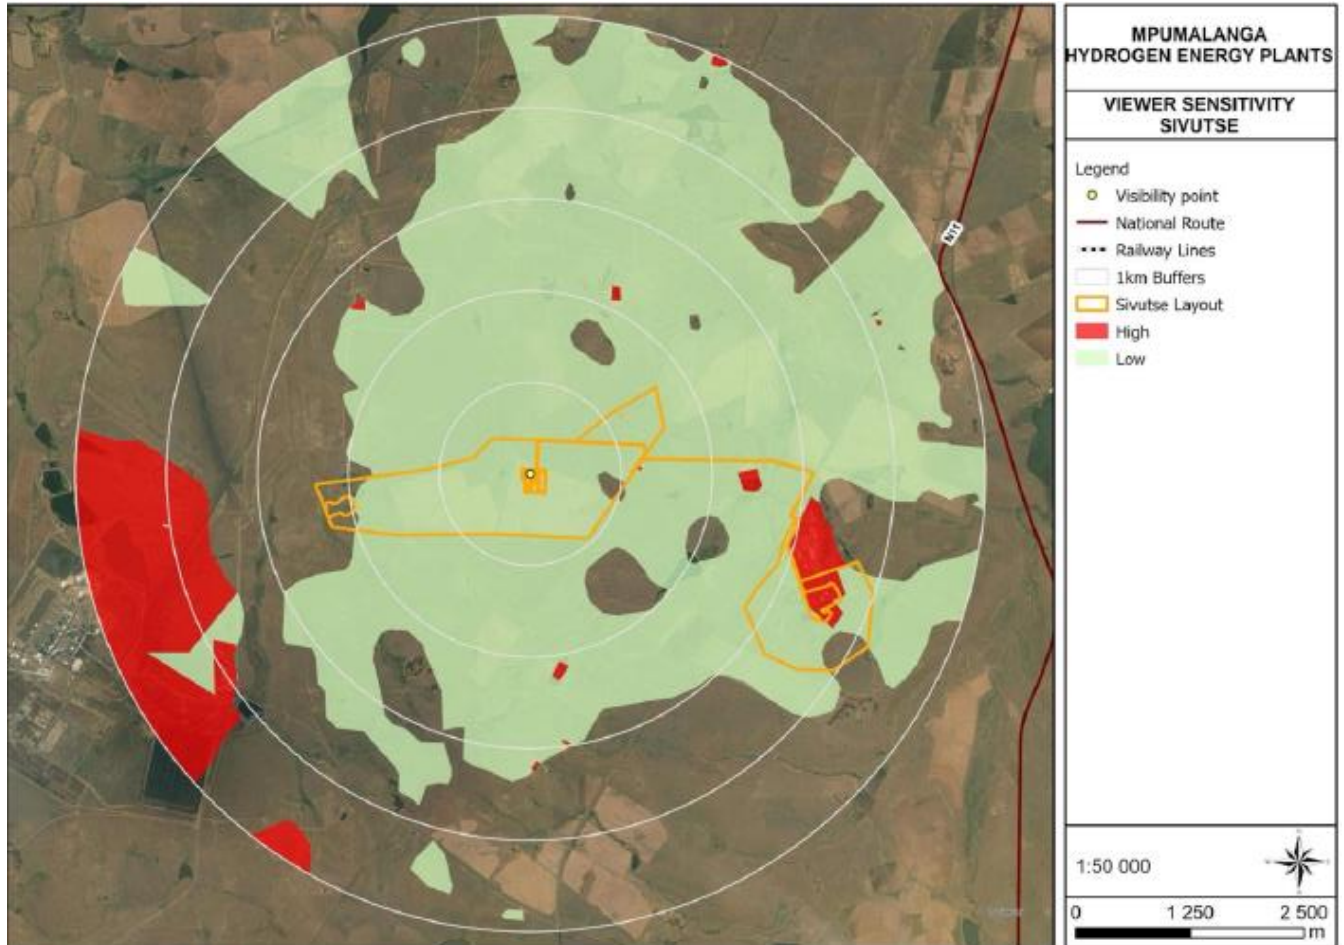 MPUMALANGA
HYDROGEN ENERGY PLANTS
VIEWER SENSITIVITY
SIVUTSE
Legend
Visibility point
National Route
Railway Lines
1km Buffers
Sivutse Layout
High
Low
N11
1:50 000
0 1 250 2 500
m